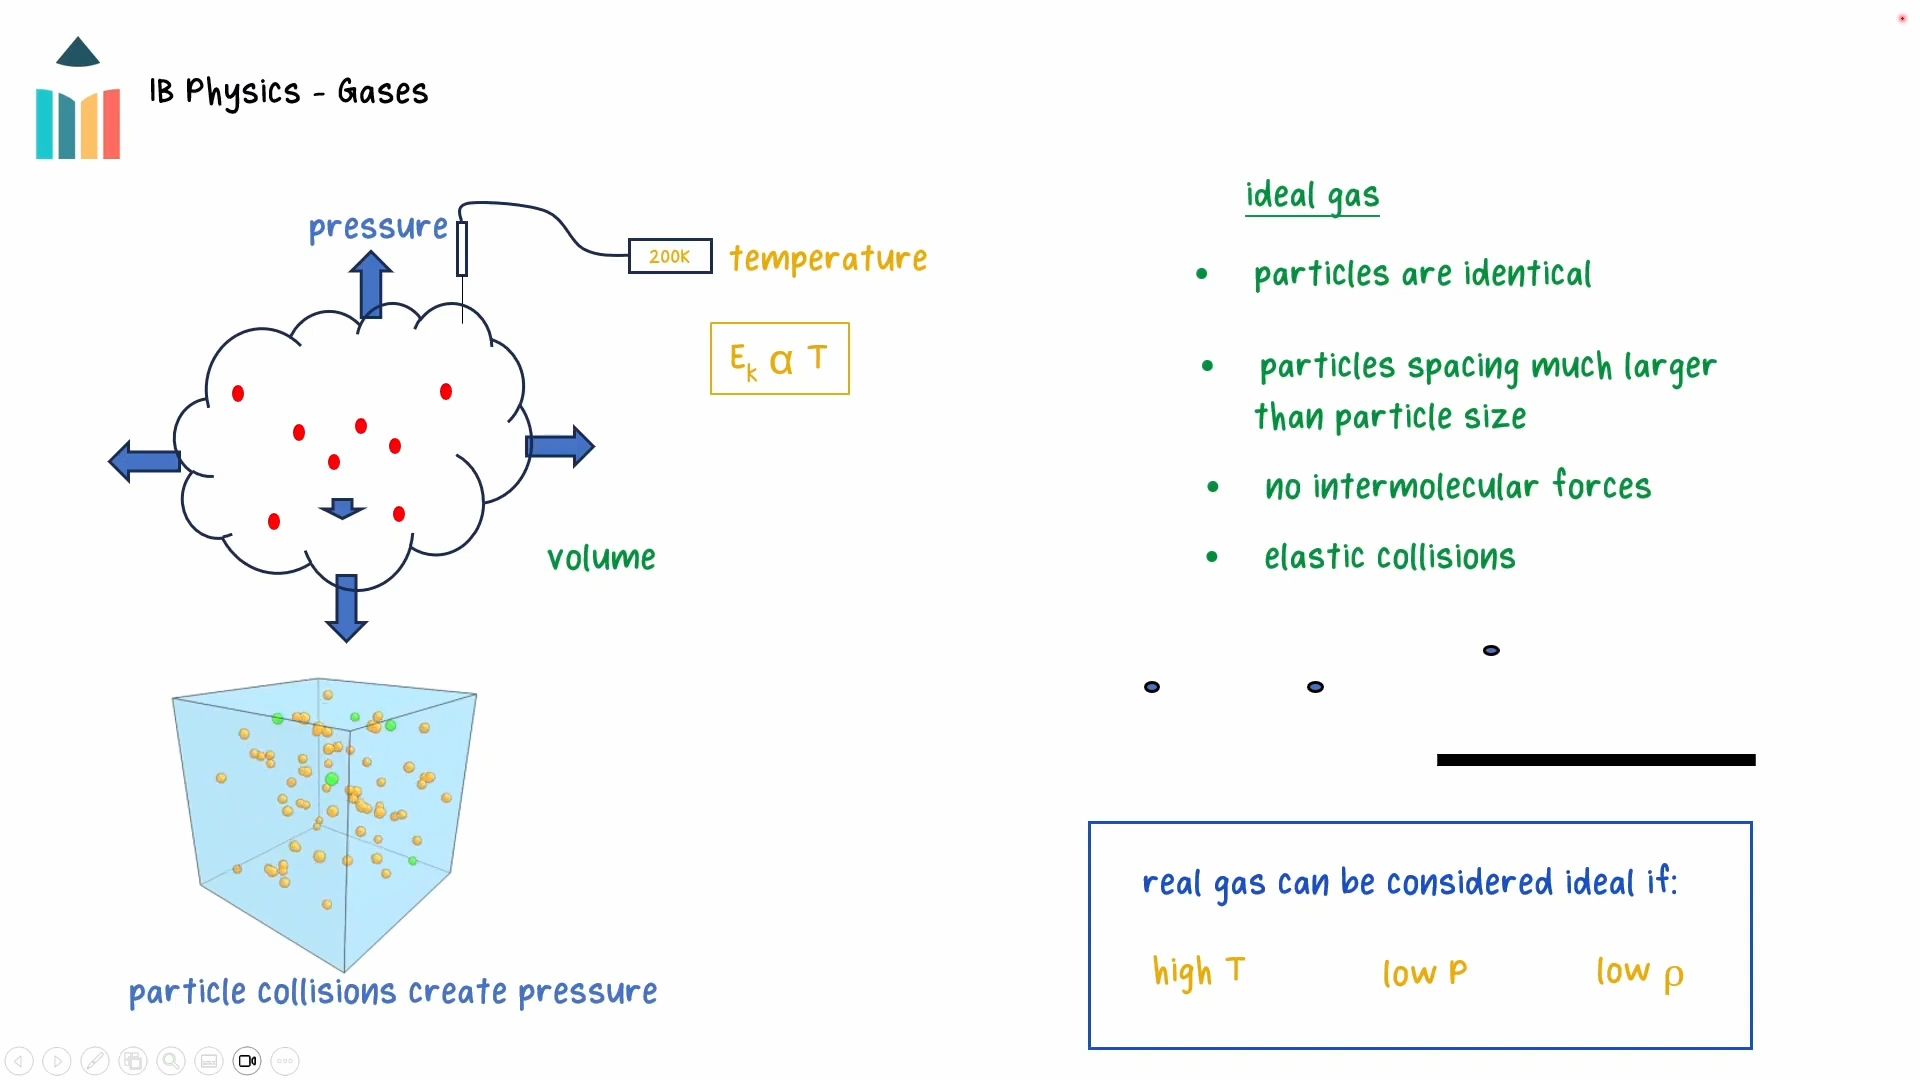 IB Physics - Gases
pressure
200K
temperature
Ek α T
volume
particle collisions create pressure
ideal gas
• particles are identical
• particles spacing much larger
than particle size
• no intermolecular forces
• elastic collisions
real gas can be considered ideal if:
high T low P low ρ